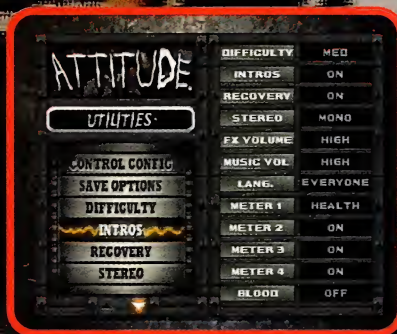 ATTITUDE
UTILITIES
CONTROL CONFIG
SAVE OPTIONS
DIFFICULTY
INTROS
RECOVERY
STEREO
DIFFICULTY MED
INTROS ON
RECOVERY ON
STEREO MONO
FX VOLUME HIGH
MUSIC VOL HIGH
LANG. EVERYONE
METER 1 HEALTH
METER 2 ON
METER 3 ON
METER 4 ON
BLOOD OFF